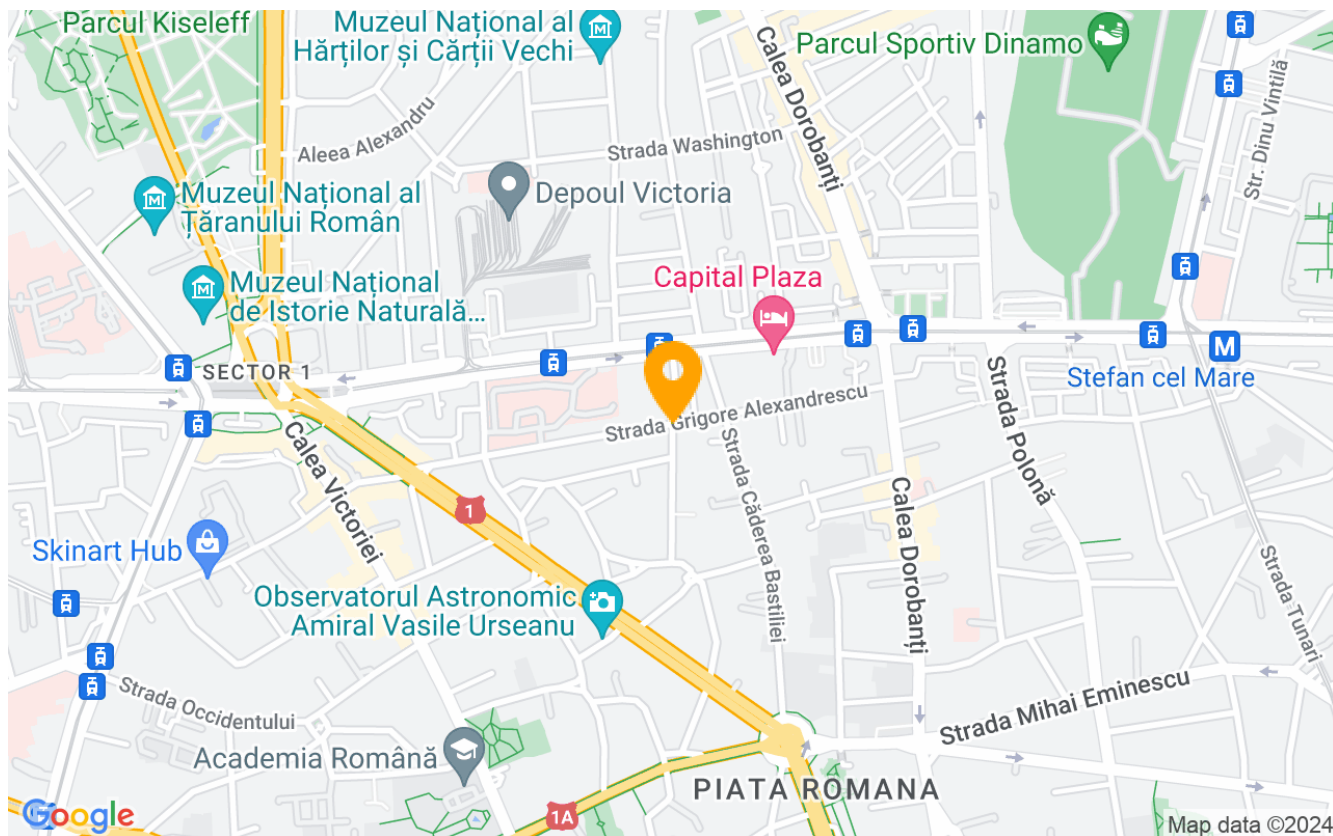 Parcul Kiseleff
Muzeul Național al
Hărților și Cărții Vechi
Calea Dorobanți
Parcul Sportiv Dinamo
Str. Dinu Vintilă
Aleea Alexandru
Strada Washington
Muzeul Național al
Țăranului Român
Depoul Victoria
Muzeul Național
de Istorie Naturală...
Capital Plaza
SECTOR 1
M
Stefan cel Mare
Strada Grigore Alexandrescu
Strada Polonă
Calea Victoriei
Strada Căderea Bastiliei
Calea Dorobanți
1
Skinart Hub
Observatorul Astronomic
Amiral Vasile Urseanu
Strada Tunari
Strada Occidentului
Strada Mihai Eminescu
Academia Română
PIATA ROMANA
1A
Google
Map data ©2024